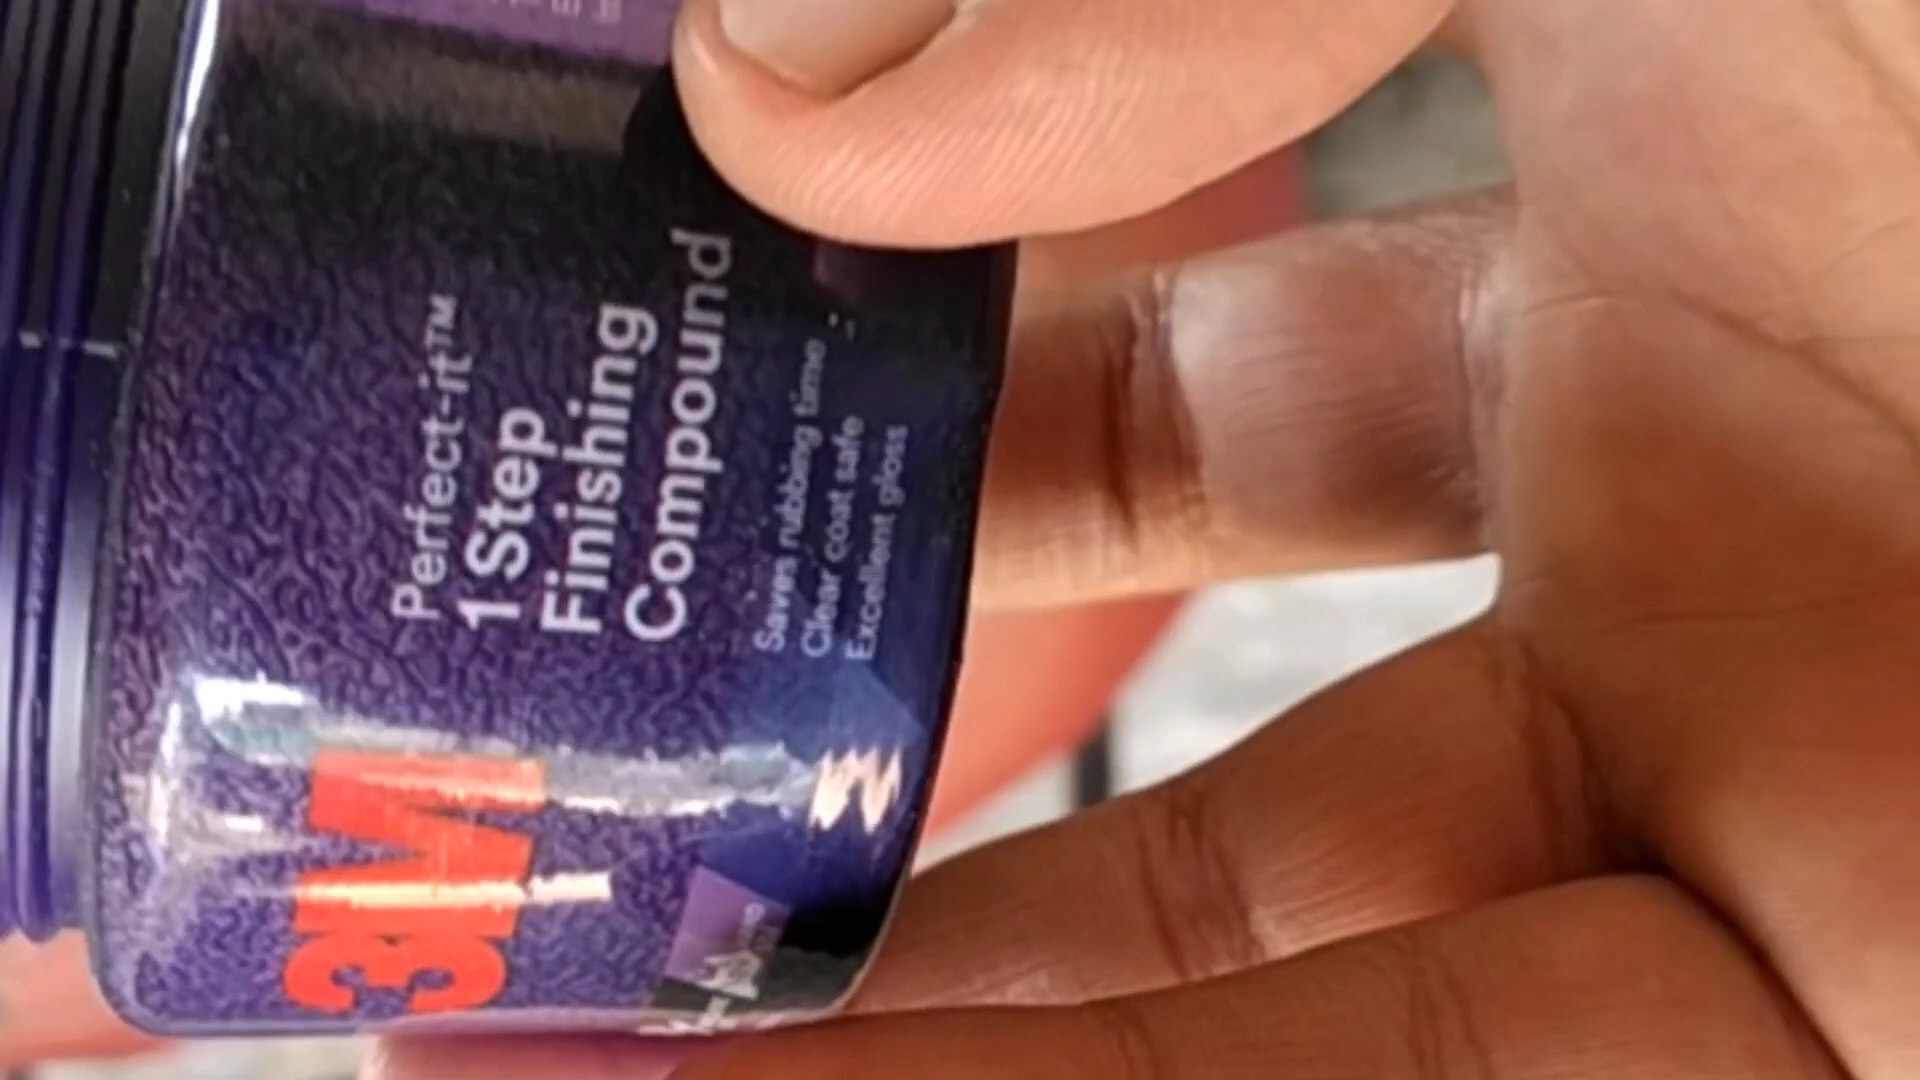 3M
Perfect-it™
1 Step
Finishing
Compound
Saves rubbing time
Clear coat safe
Excellent gloss